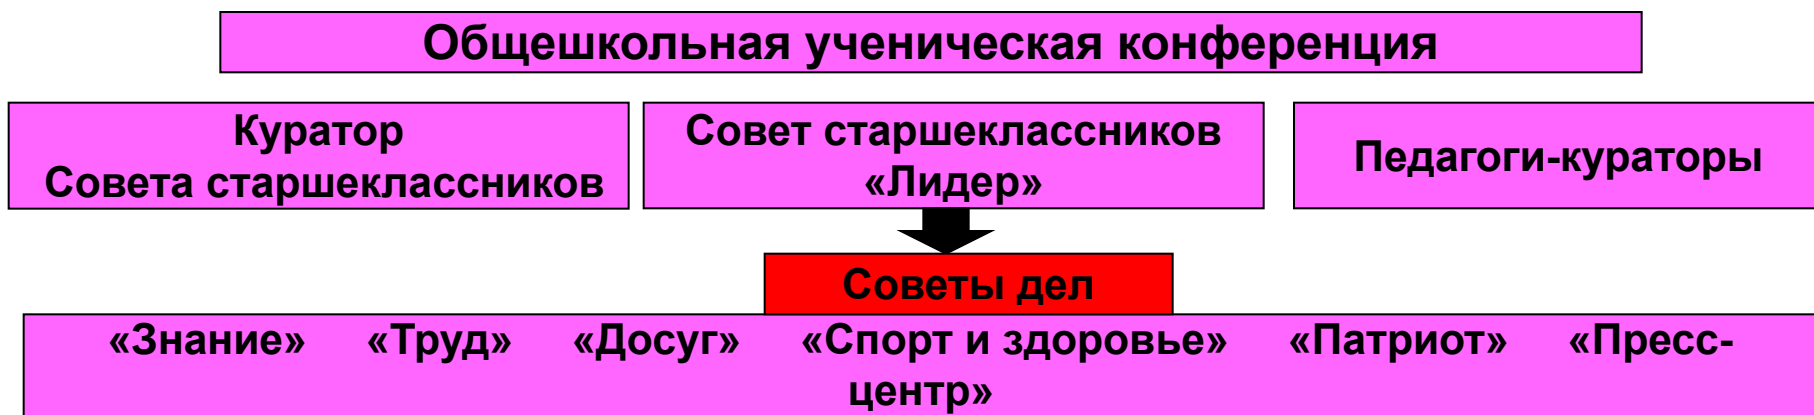 Общешкольная ученическая конференция
Куратор
Совета старшеклассников
Совет старшеклассников
«Лидер»
Педагоги-кураторы
Советы дел
«Знание» «Труд» «Досуг» «Спорт и здоровье» «Патриот» «Пресс-
центр»